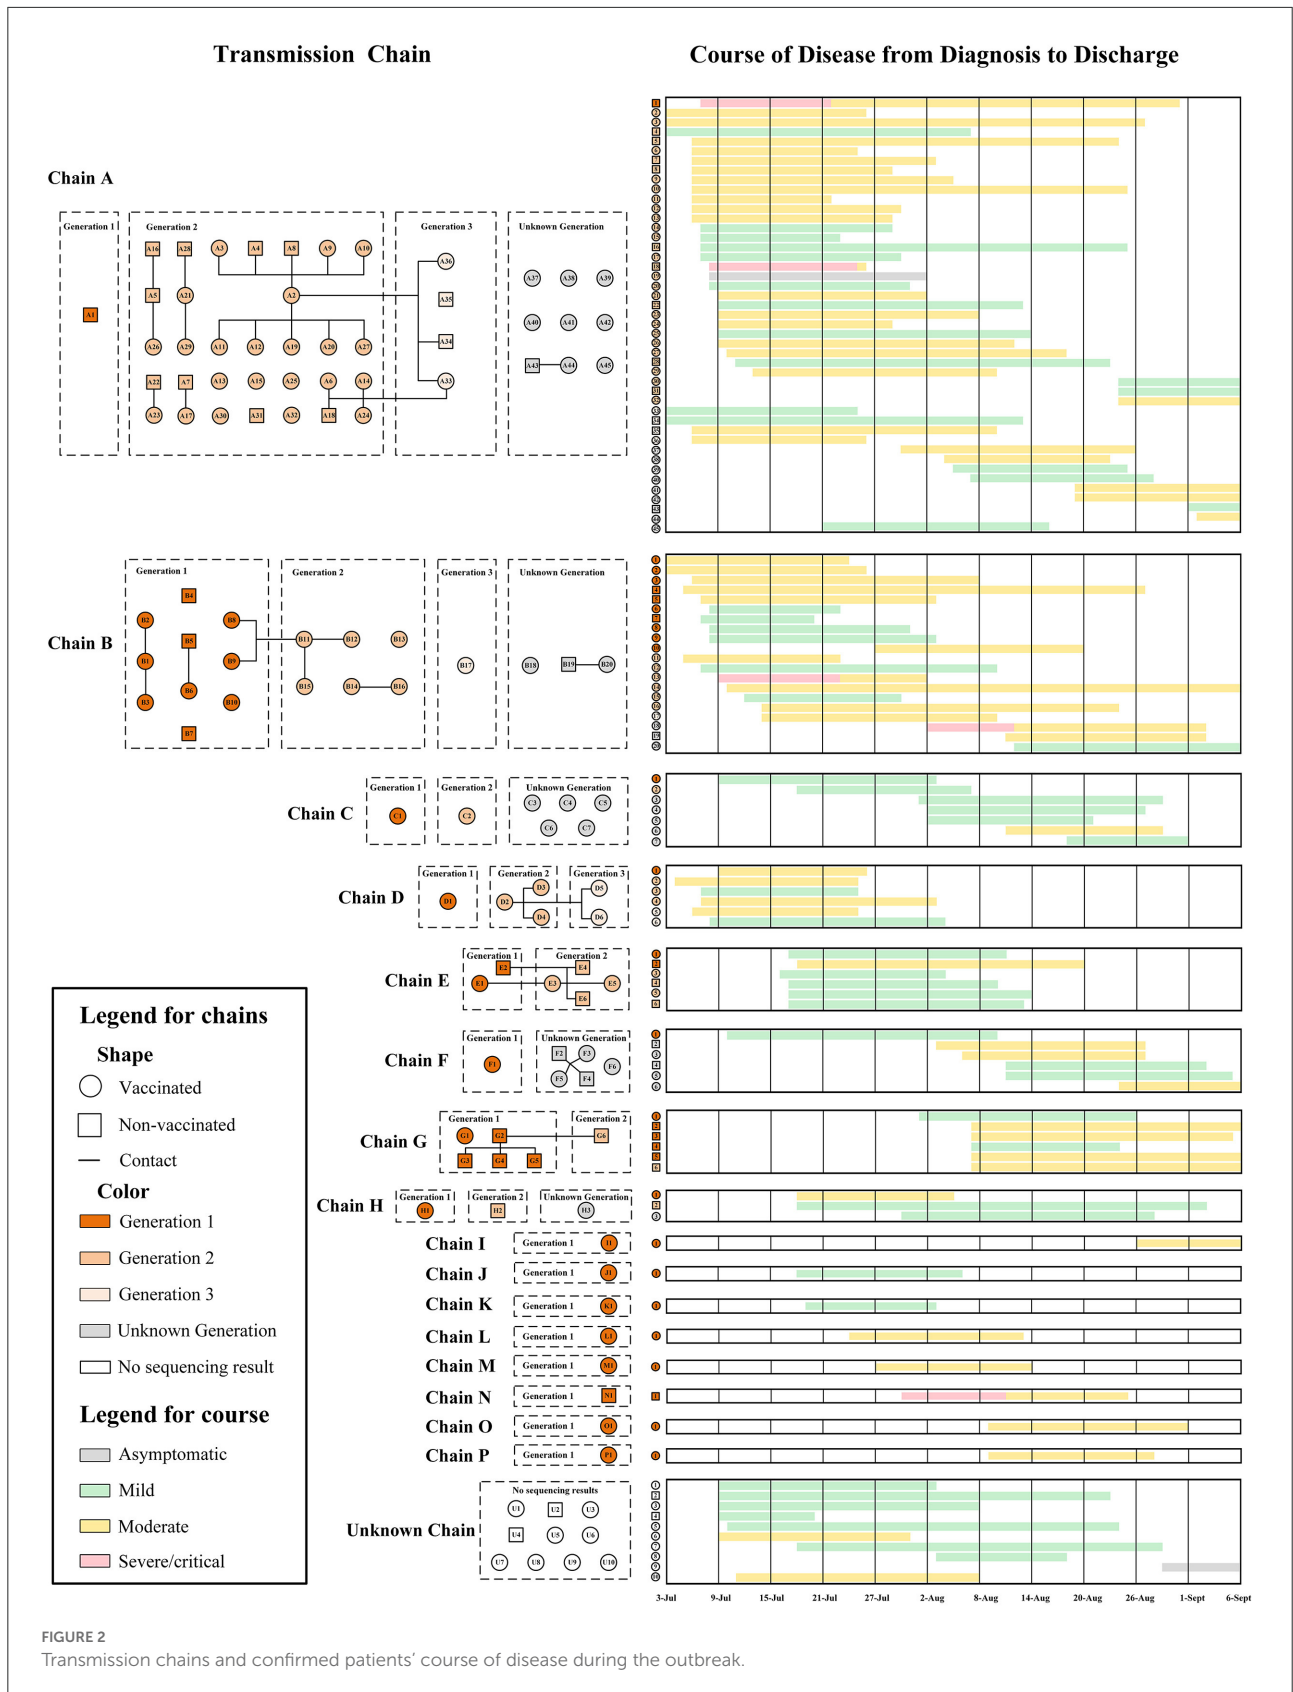 Transmission Chain
Course of Disease from Diagnosis to Discharge
Chain A
Generation 1
A1
Generation 2
A16 A28 A3 A4 A8 A9 A10
A5 A21 A2
A26 A29 A11 A12 A19 A20 A27
A22 A7 A13 A15 A25 A6 A14
A23 A17 A30 A31 A32 A18 A24
Generation 3
A36
A35
A34
A33
Unknown Generation
A37 A38 A39
A40 A41 A42
A43 A44 A45
Chain B
Generation 1
B4
B2 B8
B5
B1 B9
B6
B3 B10
B7
Generation 2
B11 B12 B13
B15 B14 B16
Generation 3
B17
Unknown Generation
B18 B19 B20
Chain C
Generation 1
C1
Generation 2
C2
Unknown Generation
C3 C4 C5
C6 C7
Chain D
Generation 1
D1
Generation 2
D3
D2
D4
Generation 3
D5
D6
Chain E
Generation 1
E2
E1
Generation 2
E4
E3 E5
E6
Chain F
Generation 1
F1
Unknown Generation
F2 F3
F6
F5 F4
Chain G
Generation 1
G1 G2
G3 G4 G5
Generation 2
G6
Chain H
Generation 1
H1
Generation 2
H2
Unknown Generation
H3
Chain I
Generation 1 I1
Chain J
Generation 1 J1
Chain K
Generation 1 K1
Chain L
Generation 1 L1
Chain M
Generation 1 M1
Chain N
Generation 1 N1
Chain O
Generation 1 O1
Chain P
Generation 1 P1
Unknown Chain
No sequencing results
U1 U2 U3
U4 U5 U6
U7 U8 U9 U10
Legend for chains
Shape
Vaccinated
Non-vaccinated
Contact
Color
Generation 1
Generation 2
Generation 3
Unknown Generation
No sequencing result
Legend for course
Asymptomatic
Mild
Moderate
Severe/critical
3-Jul 9-Jul 15-Jul 21-Jul 27-Jul 2-Aug 8-Aug 14-Aug 20-Aug 26-Aug 1-Sept 6-Sept
FIGURE 2
Transmission chains and confirmed patients' course of disease during the outbreak.